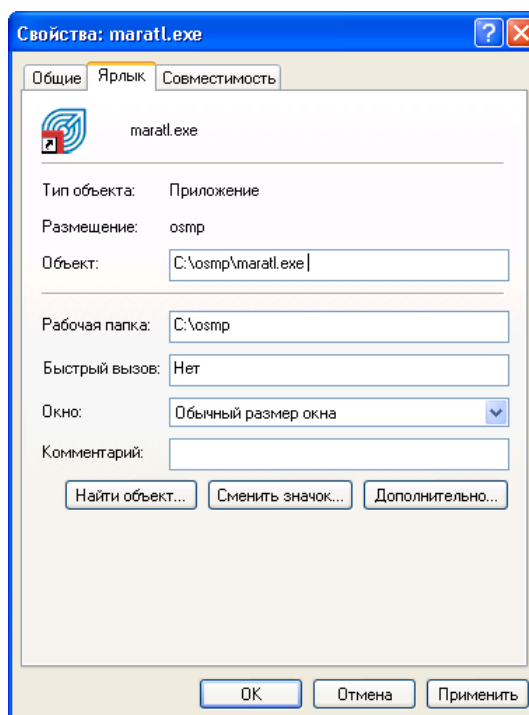 Свойства: maratl.exe
Общие Ярлык Совместимость
maratl.exe
Тип объекта: Приложение
Размещение: osmp
Объект: C:\osmp\maratl.exe
Рабочая папка: C:\osmp
Быстрый вызов: Нет
Окно: Обычный размер окна
Комментарий:
Найти объект... Сменить значок... Дополнительно...
OK Отмена Применить